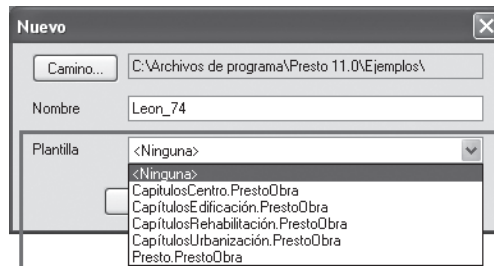 Nuevo
Camino... C:\Archivos de programa\Presto 11.0\Ejemplos\
Nombre Leon_74
Plantilla <Ninguna>
<Ninguna>
CapitulosCentro.PrestoObra
CapítulosEdificación.PrestoObra
CapítulosRehabilitación.PrestoObra
CapítulosUrbanización.PrestoObra
Presto.PrestoObra